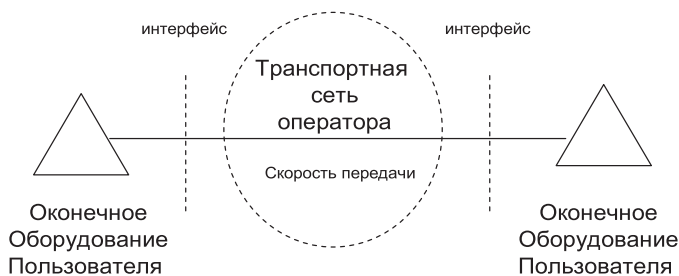 интерфейс
интерфейс
Транспортная
сеть
оператора
Скорость передачи
Оконечное
Оборудование
Пользователя
Оконечное
Оборудование
Пользователя